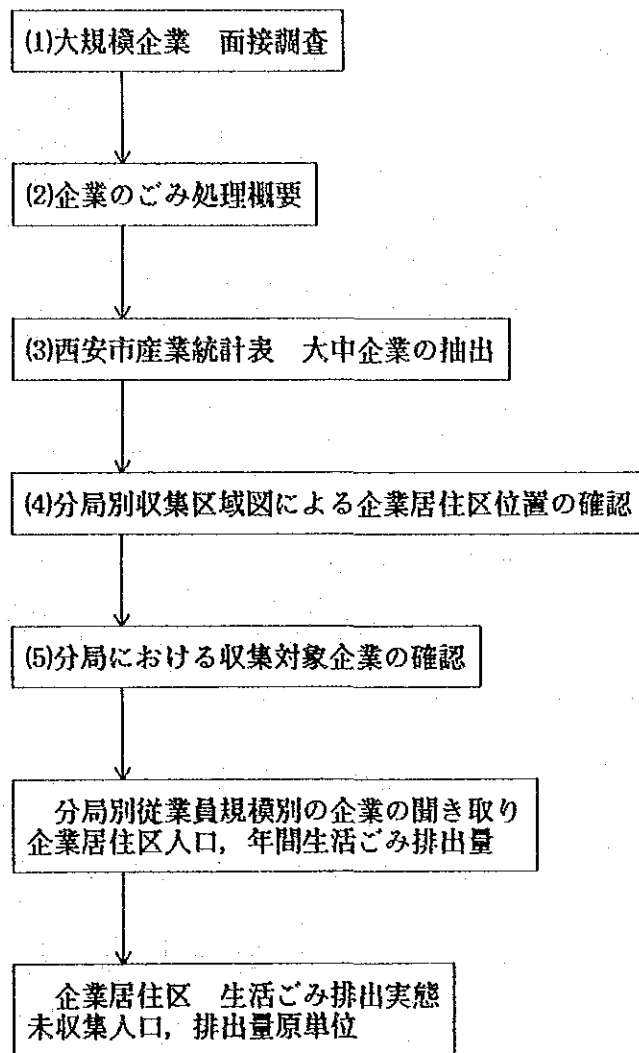 (1)大規模企業　面接調査
(2)企業のごみ処理概要
(3)西安市産業統計表　大中企業の抽出
(4)分局別収集区域図による企業居住区位置の確認
(5)分局における収集対象企業の確認
分局別従業員規模別の企業の聞き取り
企業居住区人口，年間生活ごみ排出量
企業居住区　生活ごみ排出実態
未収集人口，排出量原単位